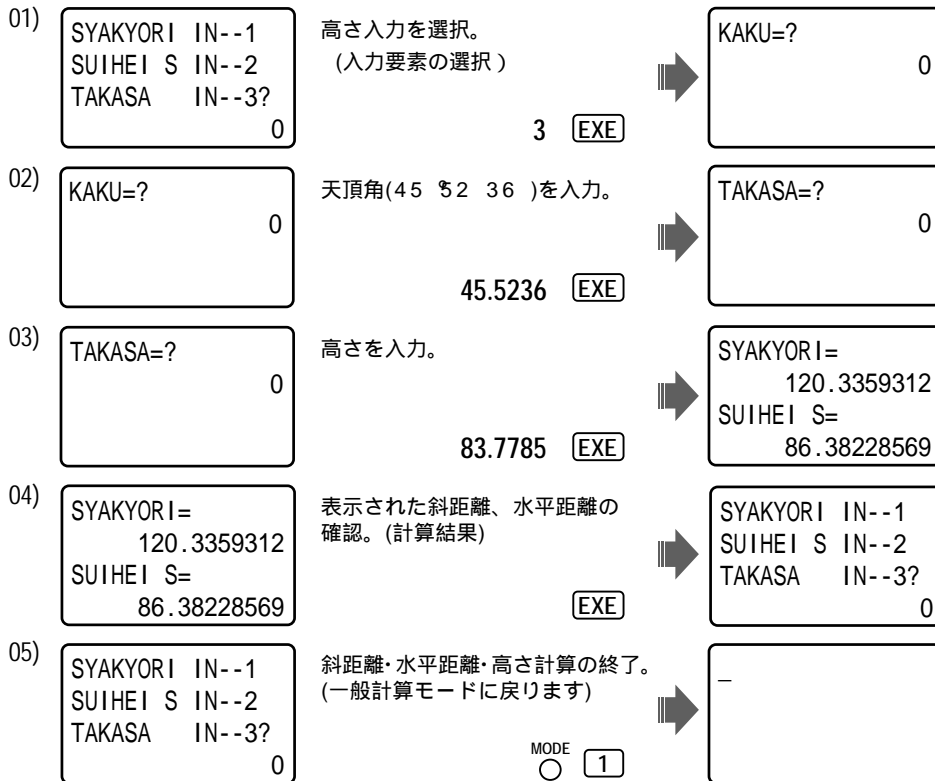 01)
SYAKYORI IN--1
SUIHEI S IN--2
TAKASA IN--3?
0
高さ入力を選択。
(入力要素の選択)
3 EXE
KAKU=?
0
02)
KAKU=?
0
天頂角(45 52 36 )を入力。
45.5236 EXE
TAKASA=?
0
03)
TAKASA=?
0
高さを入力。
83.7785 EXE
SYAKYORI=
120.3359312
SUIHEI S=
86.38228569
04)
SYAKYORI=
120.3359312
SUIHEI S=
86.38228569
表示された斜距離、水平距離の
確認。(計算結果)
EXE
SYAKYORI IN--1
SUIHEI S IN--2
TAKASA IN--3?
0
05)
SYAKYORI IN--1
SUIHEI S IN--2
TAKASA IN--3?
0
斜距離･水平距離･高さ計算の終了。
(一般計算モードに戻ります)
MODE
1
_